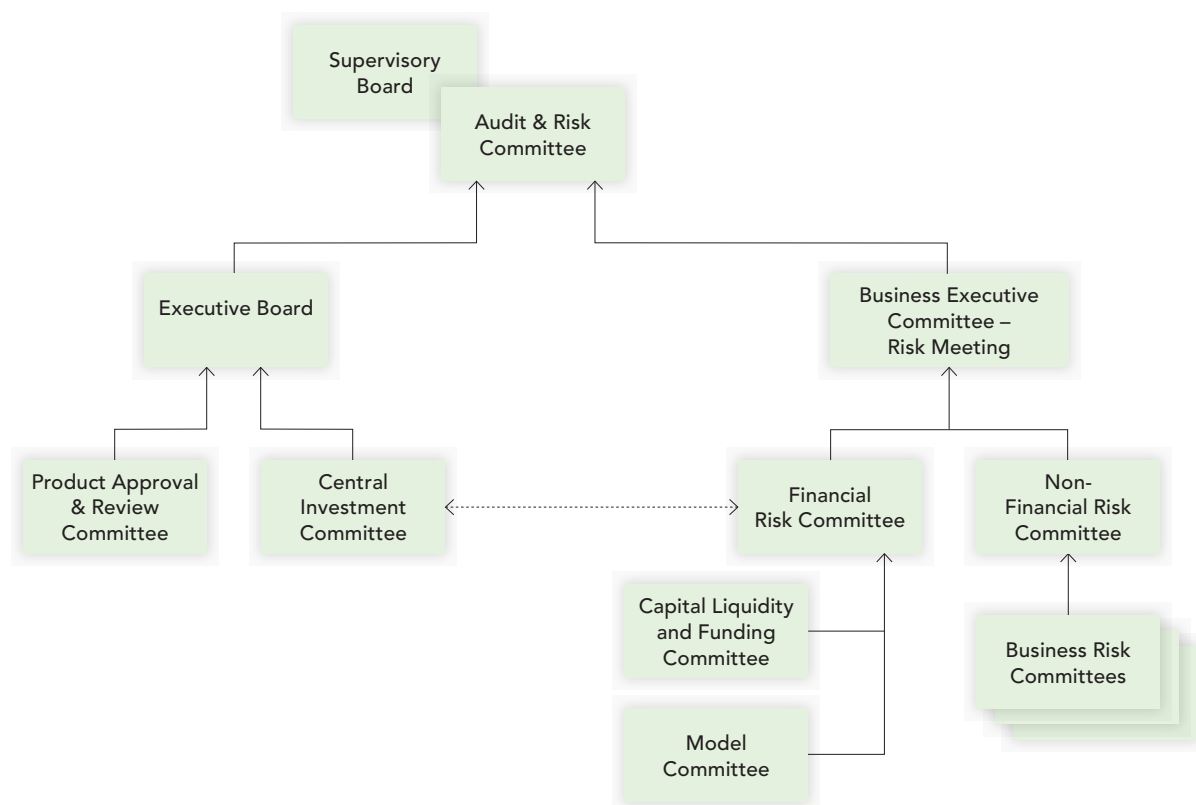 Supervisory
Board
Audit & Risk
Committee
Executive Board
Business Executive
Committee –
Risk Meeting
Product Approval
& Review
Committee
Central
Investment
Committee
Financial
Risk Committee
Non-
Financial Risk
Committee
Capital Liquidity
and Funding
Committee
Business Risk
Committees
Model
Committee